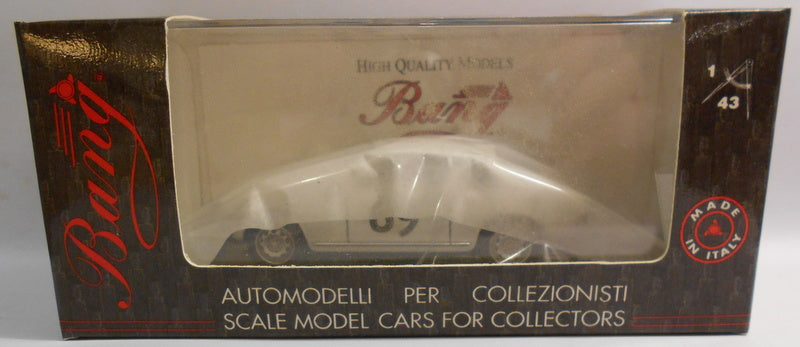 Bang
HIGH QUALITY MODELS
Bang
1
43
MADE
IN ITALY
AUTOMODELLI PER COLLEZIONISTI
SCALE MODEL CARS FOR COLLECTORS